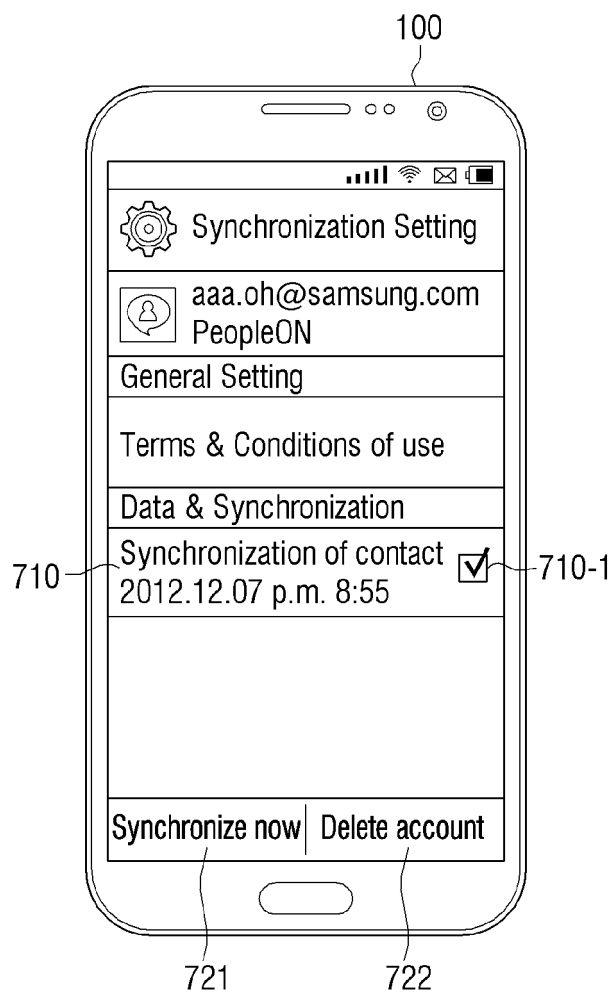 100
Synchronization Setting
aaa.oh@samsung.com
PeopleON
General Setting
Terms & Conditions of use
Data & Synchronization
710
Synchronization of contact
2012.12.07 p.m. 8:55
710-1
Synchronize now
Delete account
721
722